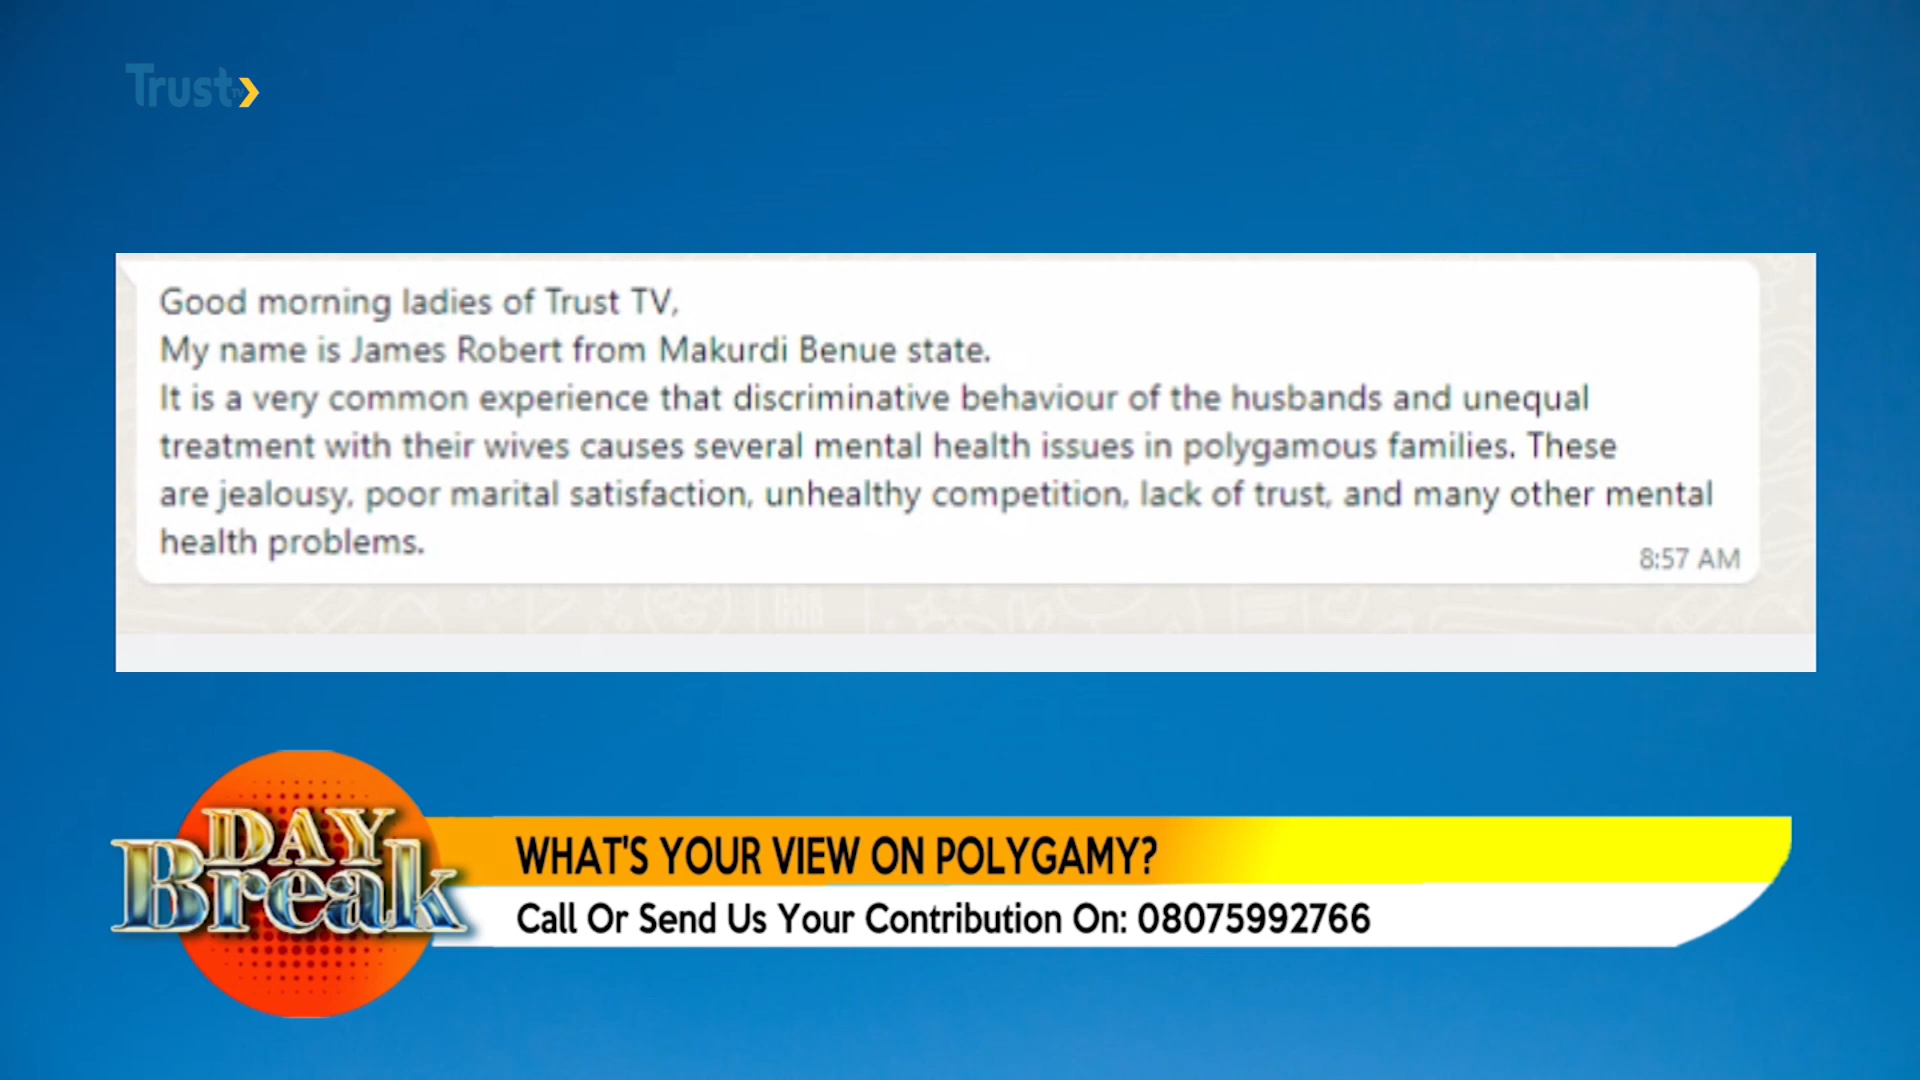 Trust TV
Good morning ladies of Trust TV,
My name is James Robert from Makurdi Benue state.
It is a very common experience that discriminative behaviour of the husbands and unequal
treatment with their wives causes several mental health issues in polygamous families. These
are jealousy, poor marital satisfaction, unhealthy competition, lack of trust, and many other mental
health problems.
8:57 AM
DAY
Break
WHAT'S YOUR VIEW ON POLYGAMY?
Call Or Send Us Your Contribution On: 08075992766